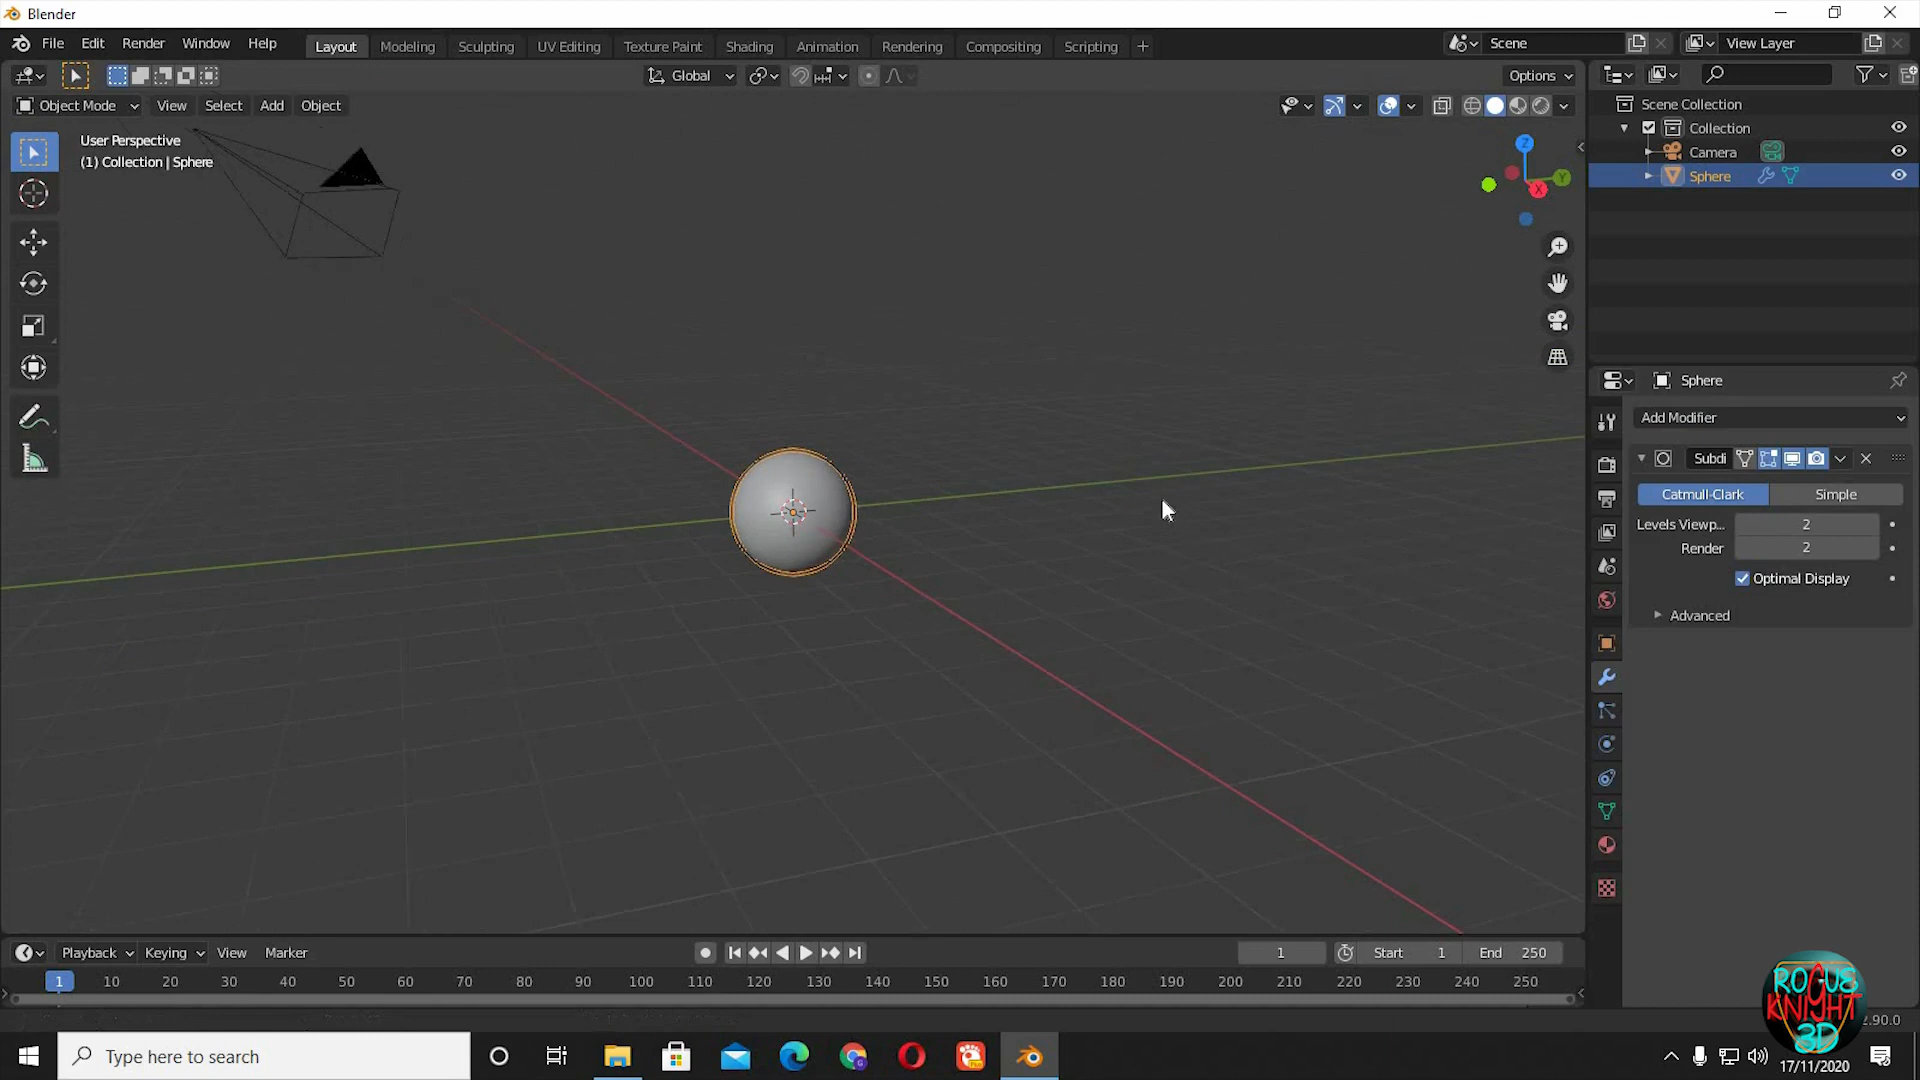 Blender
File Edit Render Window Help Layout Modeling Sculpting UV Editing Texture Paint Shading Animation Rendering Compositing Scripting + Scene View Layer
Global Options
Object Mode View Select Add Object
User Perspective
(1) Collection | Sphere
Z
Y
X
Scene Collection
Collection
Camera
Sphere
Sphere
Add Modifier
Subdi
Catmull-Clark Simple
Levels Viewp... 2
Render 2
Optimal Display
Advanced
Playback Keying View Marker 1 Start 1 End 250
1 10 20 30 40 50 60 70 80 90 100 110 120 130 140 150 160 170 180 190 200 210 220 230 240 250
ROGUE
KNIGHT
3D
2.90.0
Type here to search
17/11/2020